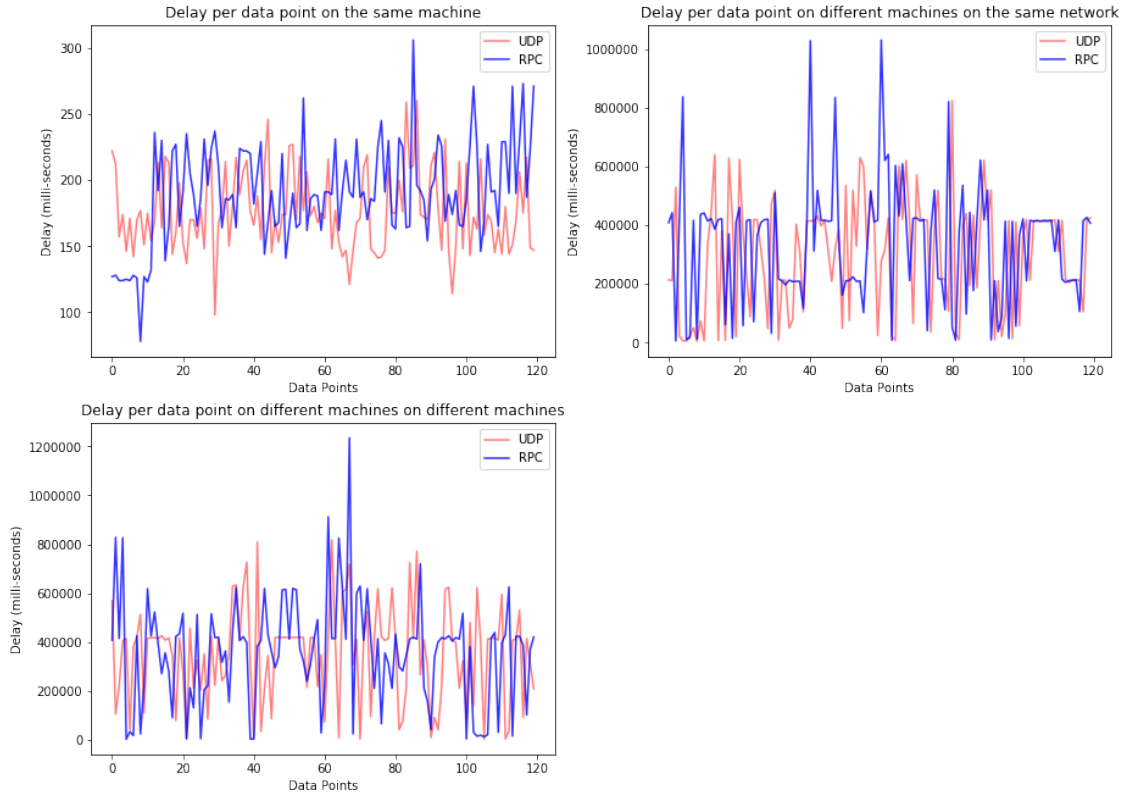 Delay per data point on the same machine
UDP
RPC
300
250
200
150
100
Delay (milli-seconds)
0
20
40
60
80
100
120
Data Points
Delay per data point on different machines on the same network
UDP
RPC
1000000
800000
600000
400000
200000
0
Delay (milli-seconds)
0
20
40
60
80
100
120
Data Points
Delay per data point on different machines on different machines
UDP
RPC
1200000
1000000
800000
600000
400000
200000
0
Delay (milli-seconds)
0
20
40
60
80
100
120
Data Points